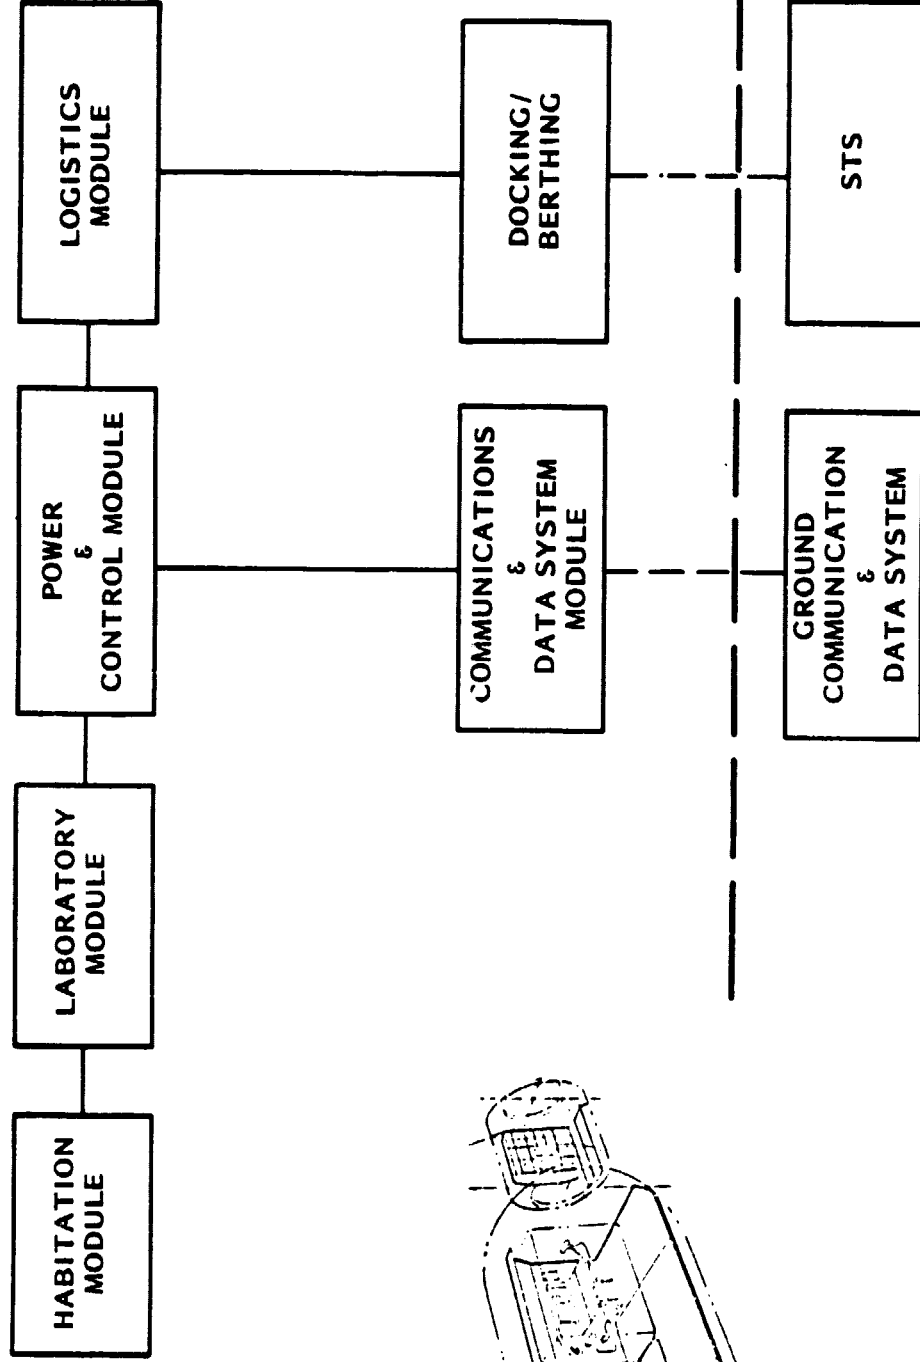 HABITATION
MODULE
LABORATORY
MODULE
POWER
&
CONTROL MODULE
LOGISTICS
MODULE
COMMUNICATIONS
&
DATA SYSTEM
MODULE
DOCKING/
BERTHING
GROUND
COMMUNICATION
&
DATA SYSTEM
STS